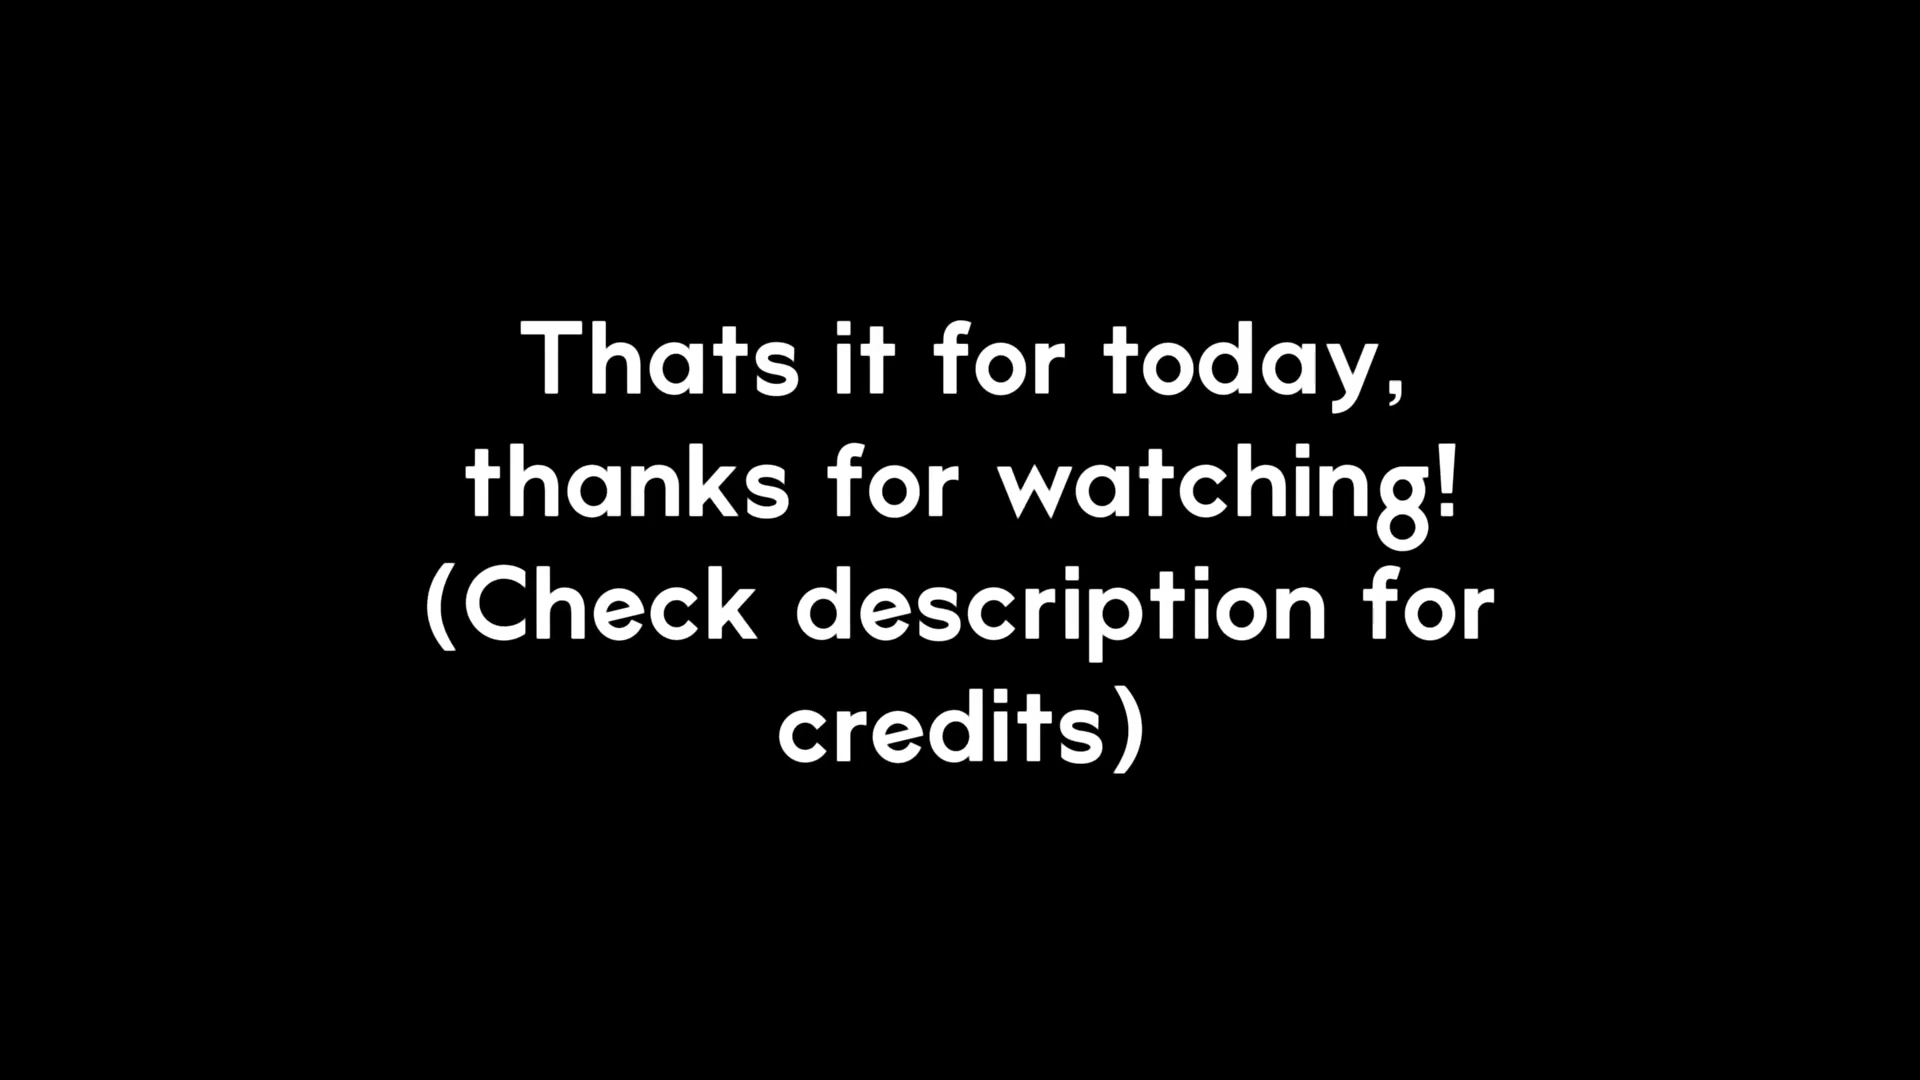 Thats it for today,
thanks for watching!
(Check description for
credits)